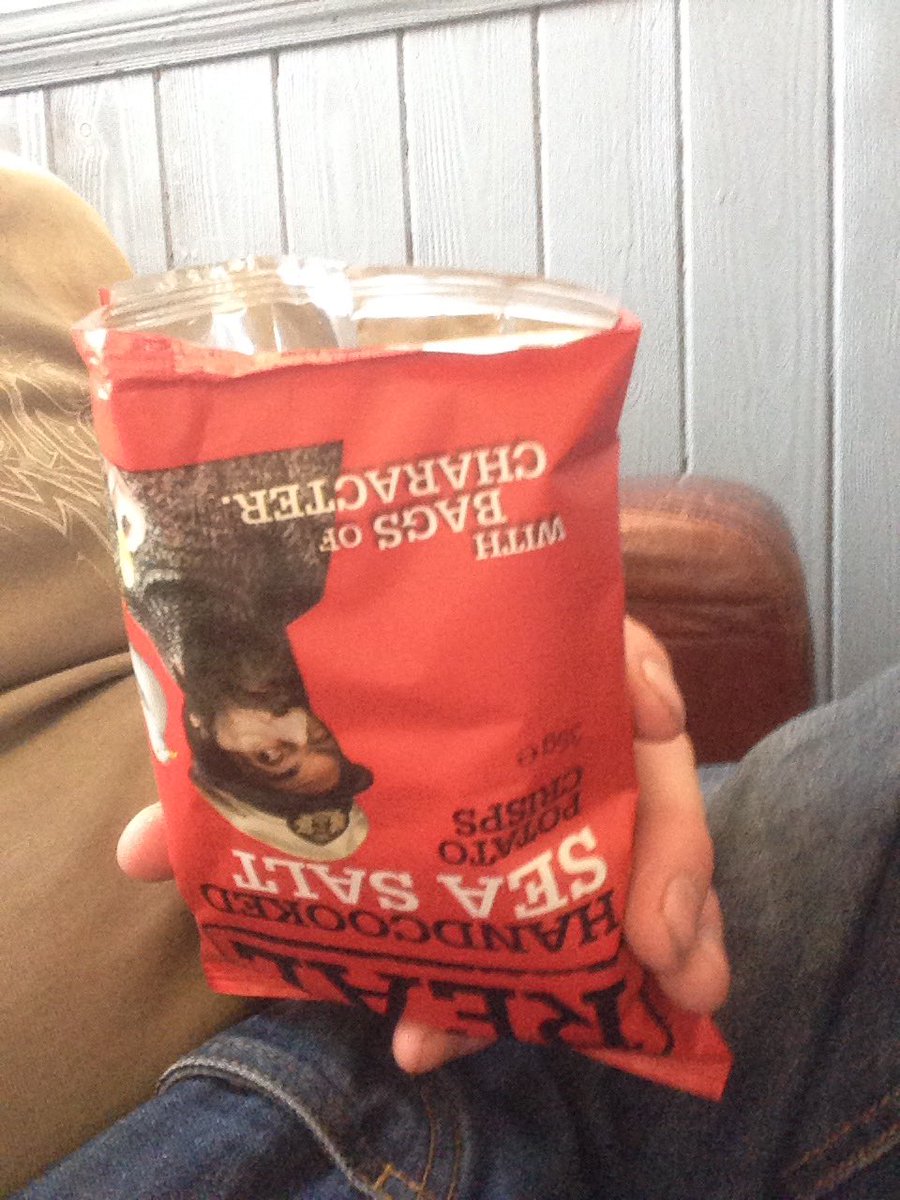 REAL
HANDCOOKED
SEA SALT
POTATO
CRISPS
35g e
WITH
BAGS OF
CHARACTER.